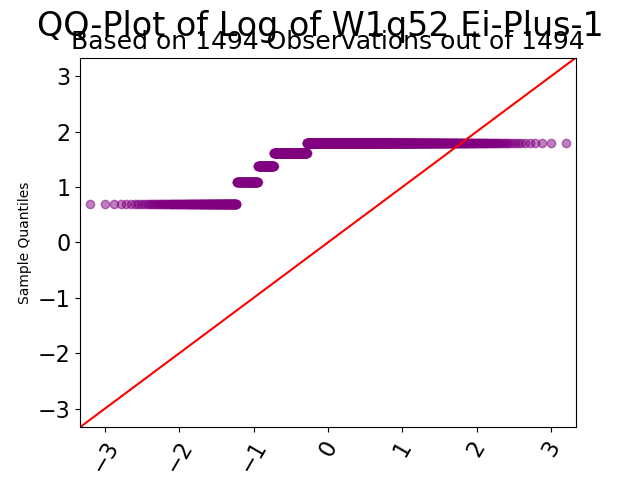 QQ-Plot of Log of W1g52 Ei-Plus-1
Based on 1494 Observations out of 1494
3
2
1
0
−1
−2
−3
Sample Quantiles
−3 −2 −1 0 1 2 3